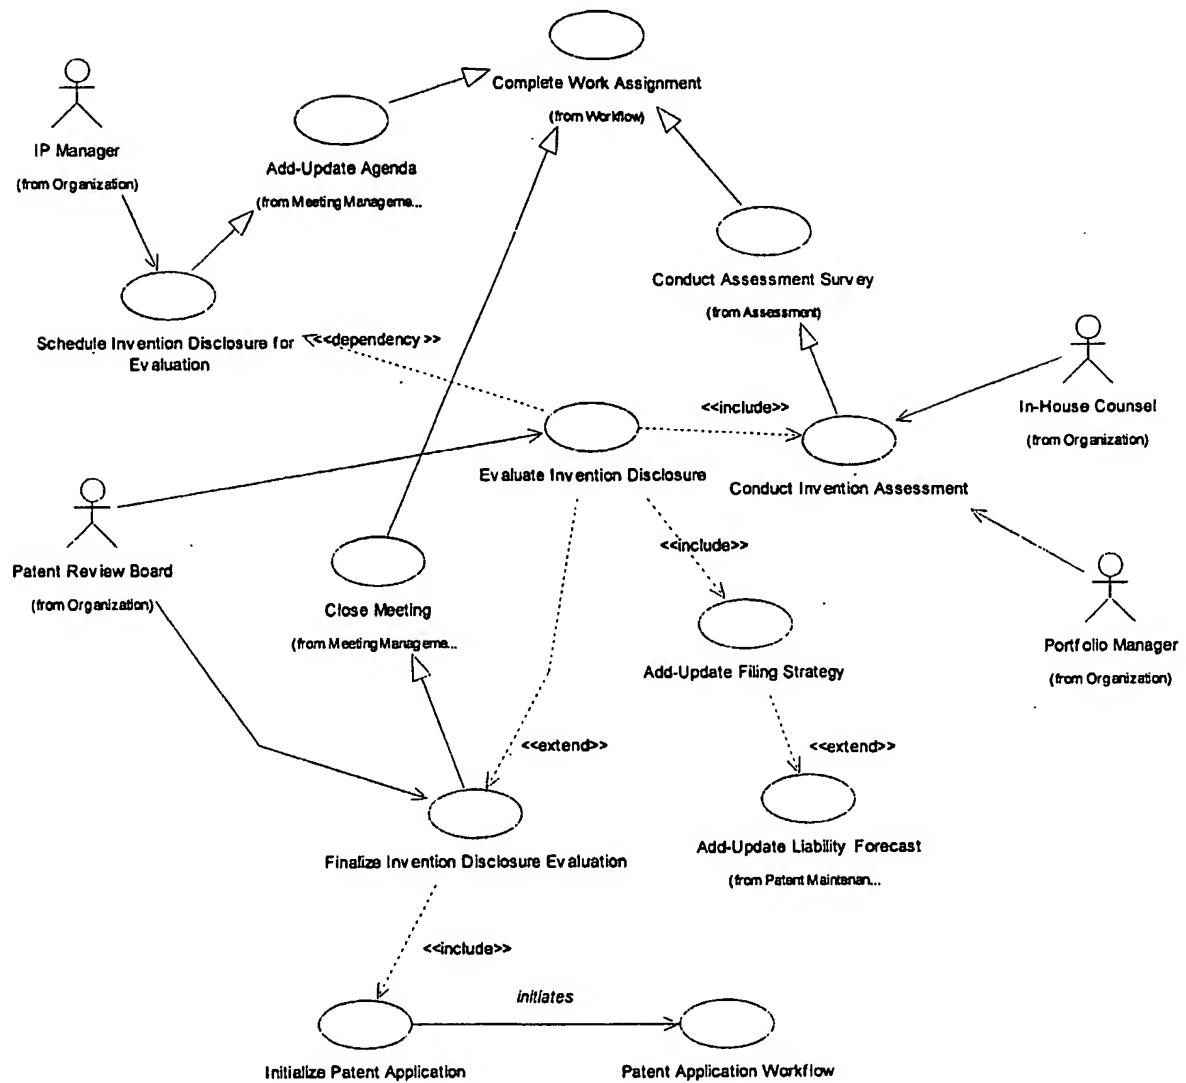 Complete Work Assignment
(from Workflow)
IP Manager
(from Organization)
Add-Update Agenda
(from Meeting Manageme...
Conduct Assessment Survey
(from Assessment)
Schedule Invention Disclosure for
Evaluation
<<dependency>>
<<include>>
In-House Counsel
(from Organization)
Evaluate Invention Disclosure
Conduct Invention Assessment
<<include>>
Patent Review Board
(from Organization)
Close Meeting
(from Meeting Manageme...
Add-Update Filing Strategy
Portfolio Manager
(from Organization)
<<extend>>
<<extend>>
Finalize Invention Disclosure Evaluation
Add-Update Liability Forecast
(from Patent Maintenan...
<<include>>
initiates
Initialize Patent Application
Patent Application Workflow